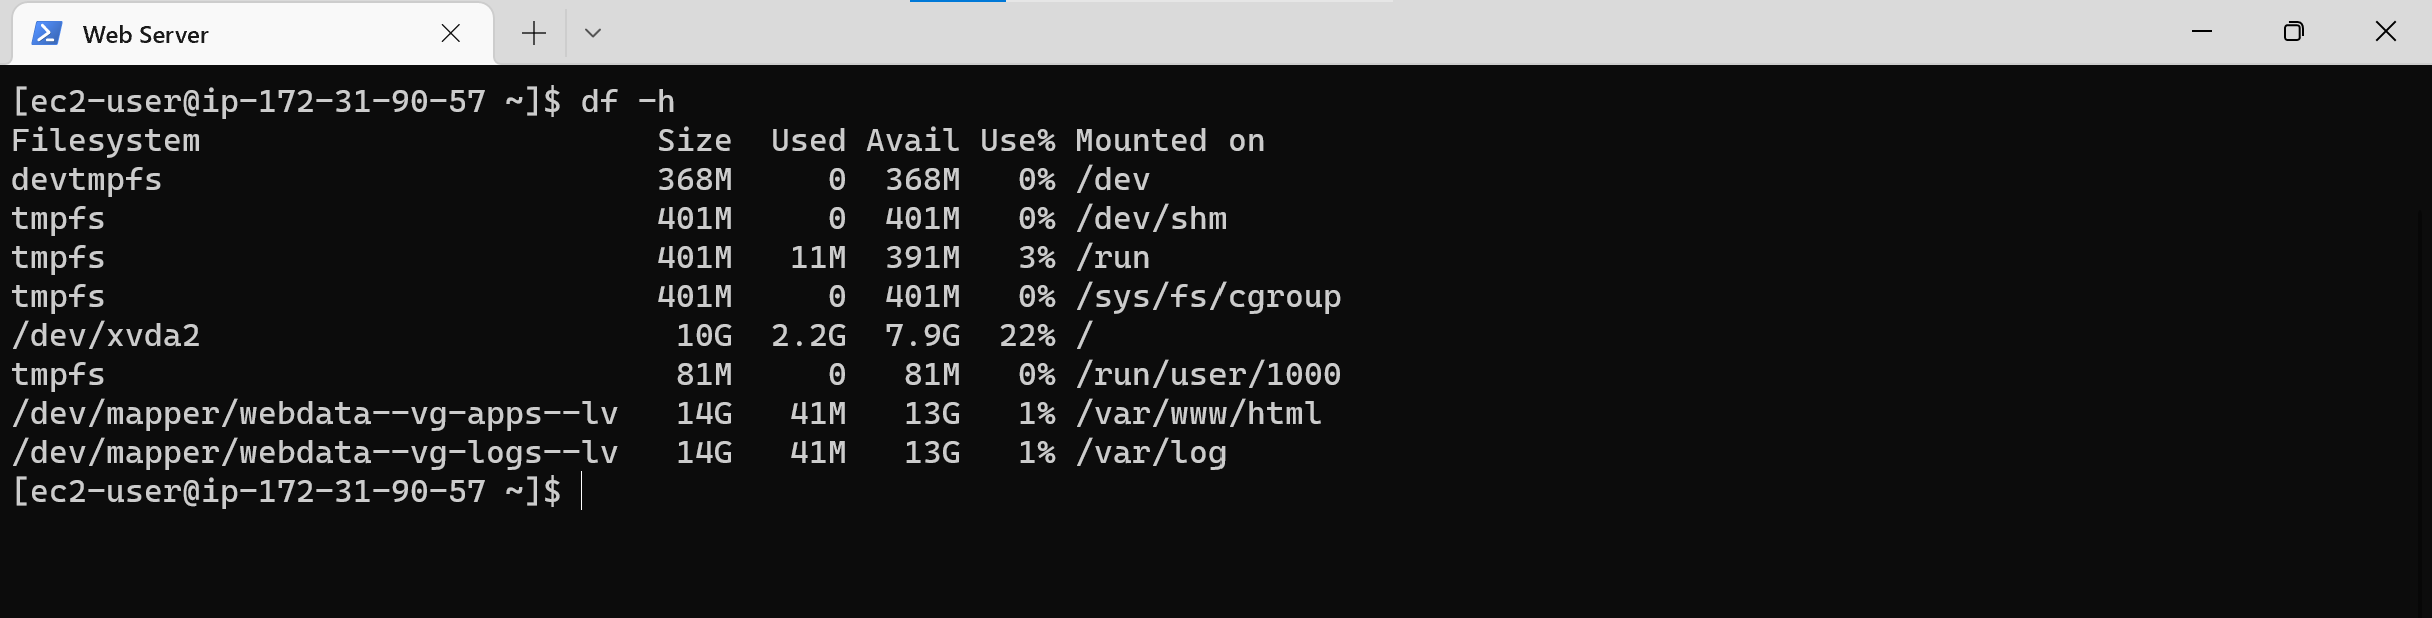 Web Server
[ec2-user@ip-172-31-90-57 ~]$ df -h
Filesystem                        Size  Used Avail Use% Mounted on
devtmpfs                          368M     0  368M   0% /dev
tmpfs                             401M     0  401M   0% /dev/shm
tmpfs                             401M   11M  391M   3% /run
tmpfs                             401M     0  401M   0% /sys/fs/cgroup
/dev/xvda2                         10G  2.2G  7.9G  22% /
tmpfs                              81M     0   81M   0% /run/user/1000
/dev/mapper/webdata--vg-apps--lv   14G   41M   13G   1% /var/www/html
/dev/mapper/webdata--vg-logs--lv   14G   41M   13G   1% /var/log
[ec2-user@ip-172-31-90-57 ~]$